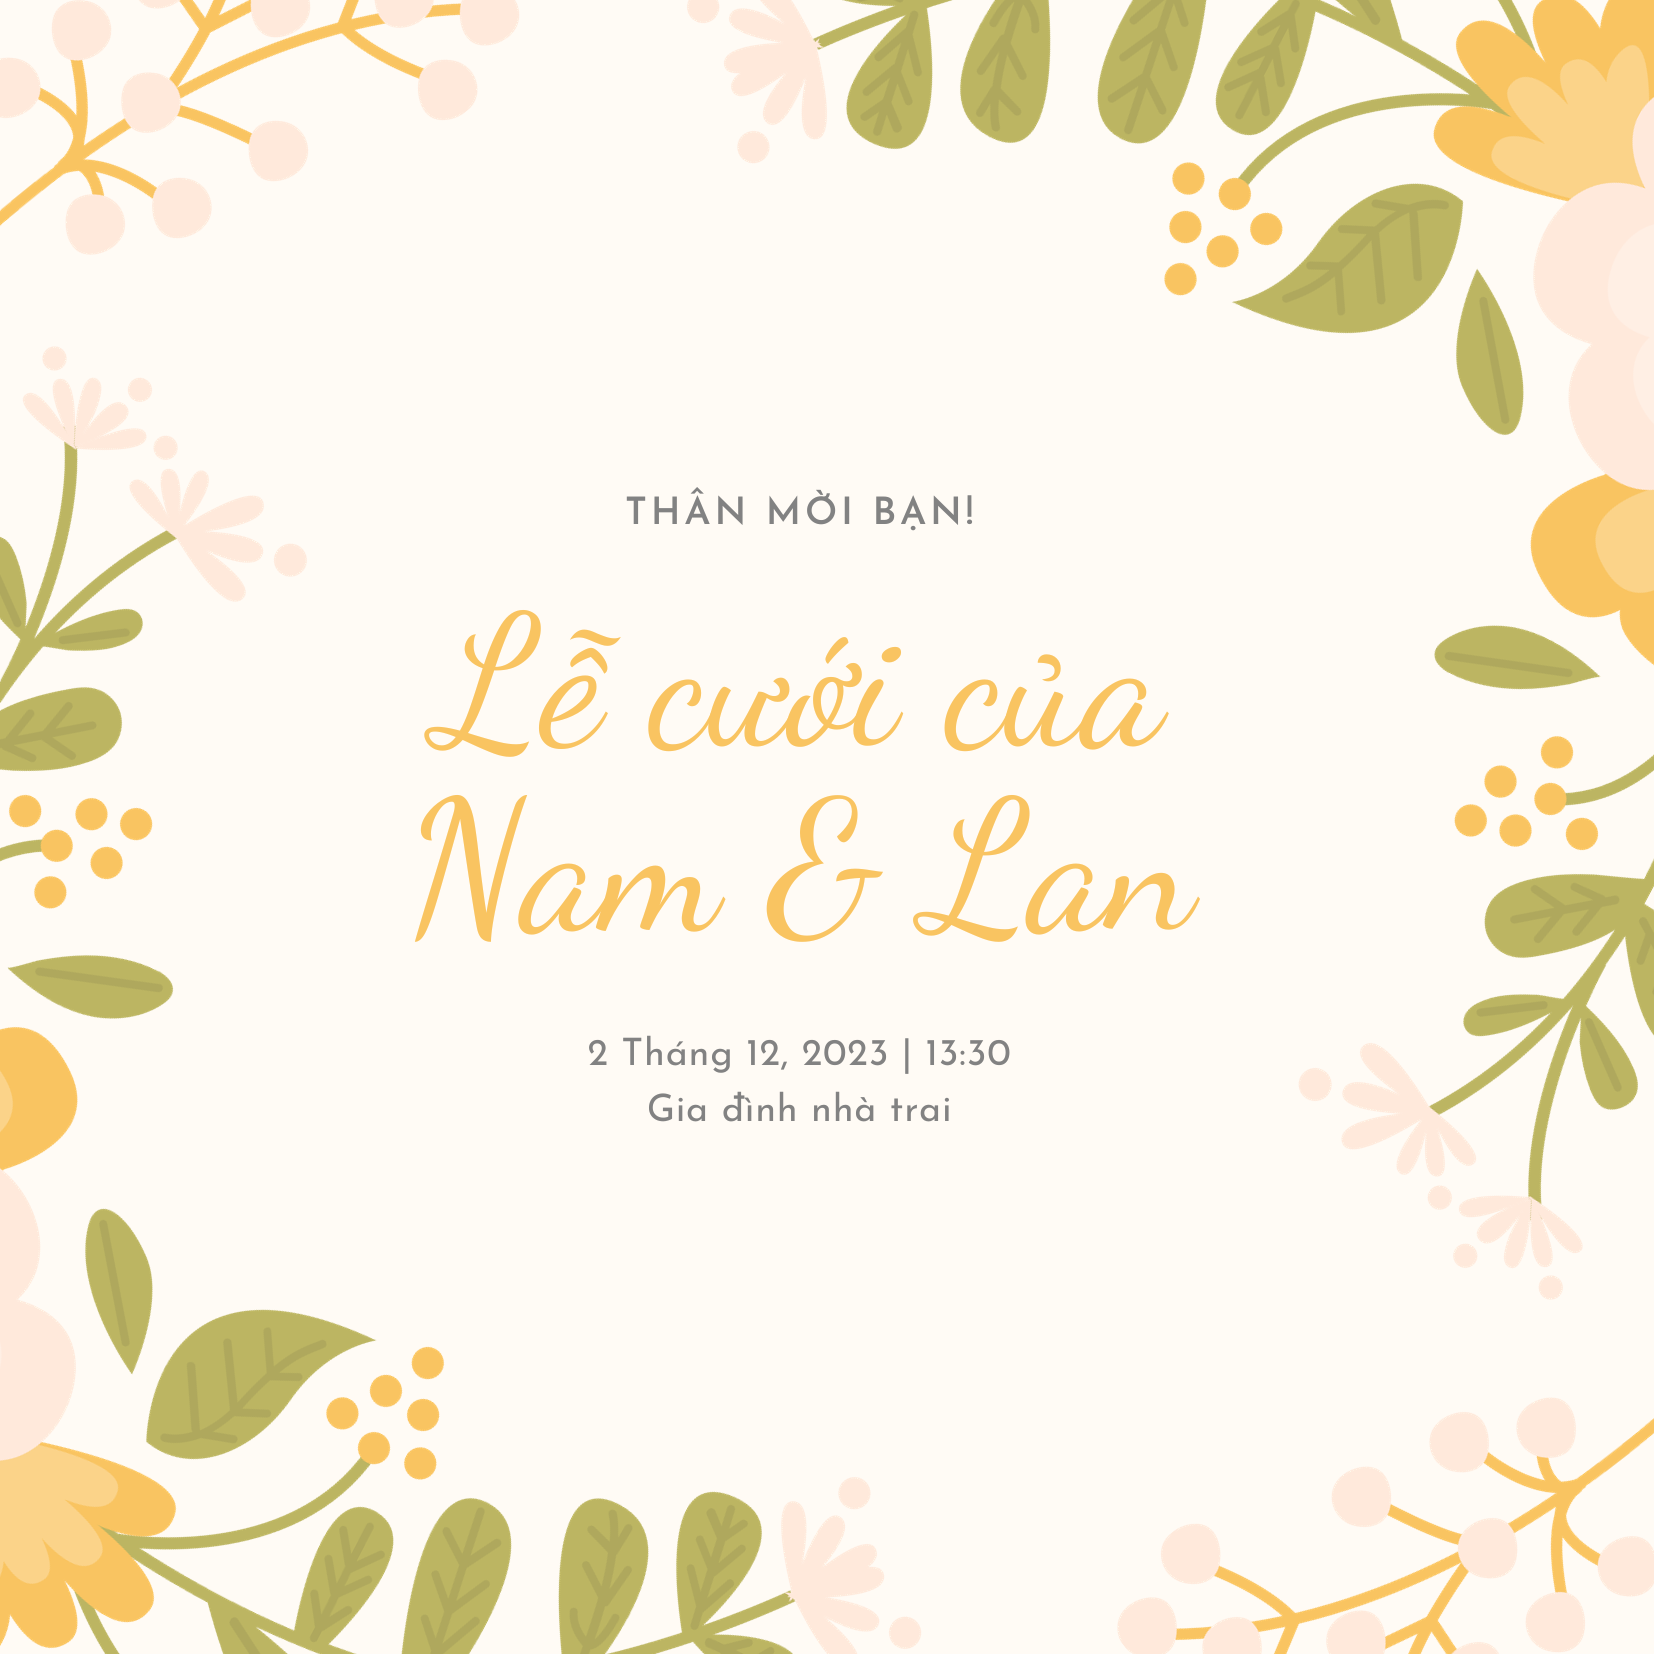 THÂN MỜI BẠN!
Lễ cưới của
Nam & Lan
2 Tháng 12, 2023 | 13:30
Gia đình nhà trai